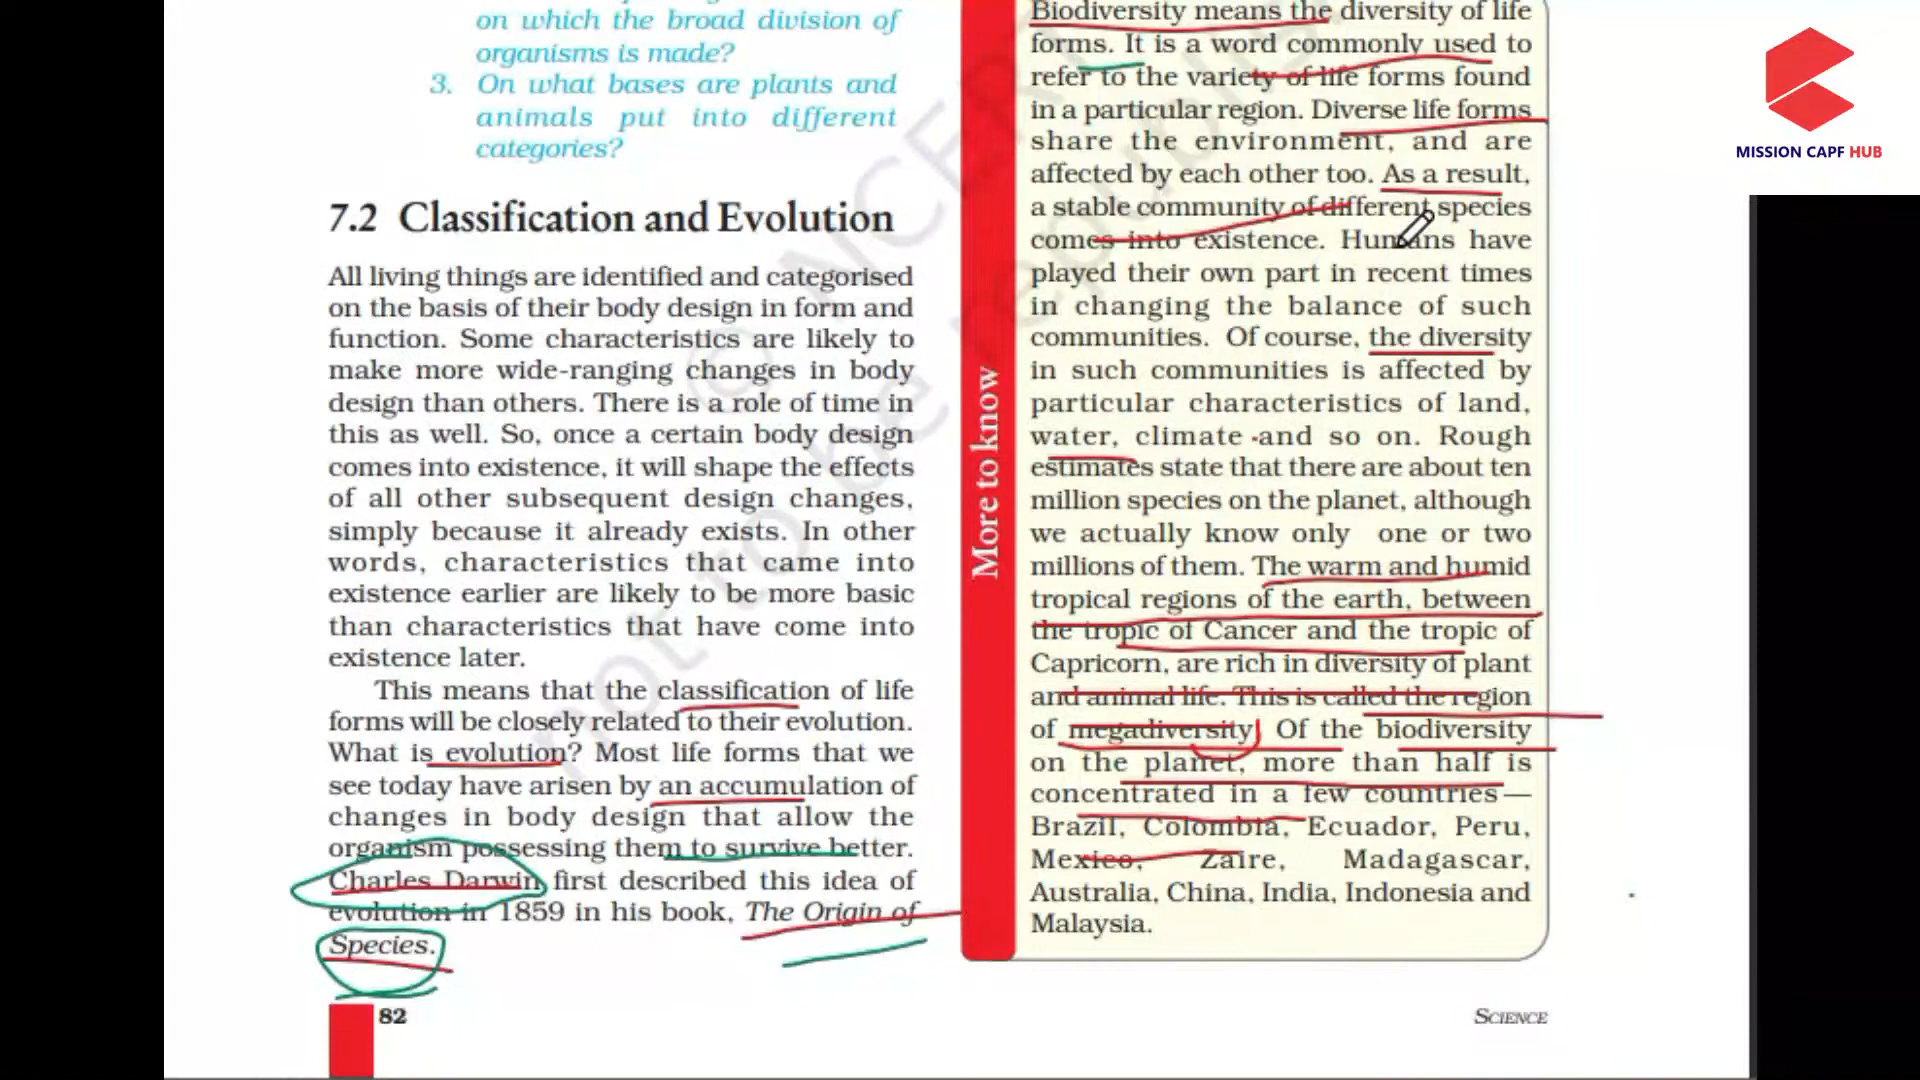 on which the broad division of
organisms is made?
3. On what bases are plants and
animals put into different
categories?
7.2 Classification and Evolution
All living things are identified and categorised
on the basis of their body design in form and
function. Some characteristics are likely to
make more wide-ranging changes in body
design than others. There is a role of time in
this as well. So, once a certain body design
comes into existence, it will shape the effects
of all other subsequent design changes,
simply because it already exists. In other
words, characteristics that came into
existence earlier are likely to be more basic
than characteristics that have come into
existence later.
This means that the classification of life
forms will be closely related to their evolution.
What is evolution? Most life forms that we
see today have arisen by an accumulation of
changes in body design that allow the
organism possessing them to survive better.
Charles Darwin first described this idea of
evolution in 1859 in his book, The Origin of
Species.
82
More to know
Biodiversity means the diversity of life
forms. It is a word commonly used to
refer to the variety of life forms found
in a particular region. Diverse life forms
share the environment, and are
affected by each other too. As a result,
a stable community of different species
comes into existence. Humans have
played their own part in recent times
in changing the balance of such
communities. Of course, the diversity
in such communities is affected by
particular characteristics of land,
water, climate and so on. Rough
estimates state that there are about ten
million species on the planet, although
we actually know only one or two
millions of them. The warm and humid
tropical regions of the earth, between
the tropic of Cancer and the tropic of
Capricorn, are rich in diversity of plant
and animal life. This is called the region
of megadiversity. Of the biodiversity
on the planet, more than half is
concentrated in a few countries—
Brazil, Colombia, Ecuador, Peru,
Mexico, Zaire, Madagascar,
Australia, China, India, Indonesia and
Malaysia.
SCIENCE
MISSION CAPF HUB
© NCERT
not to be republis